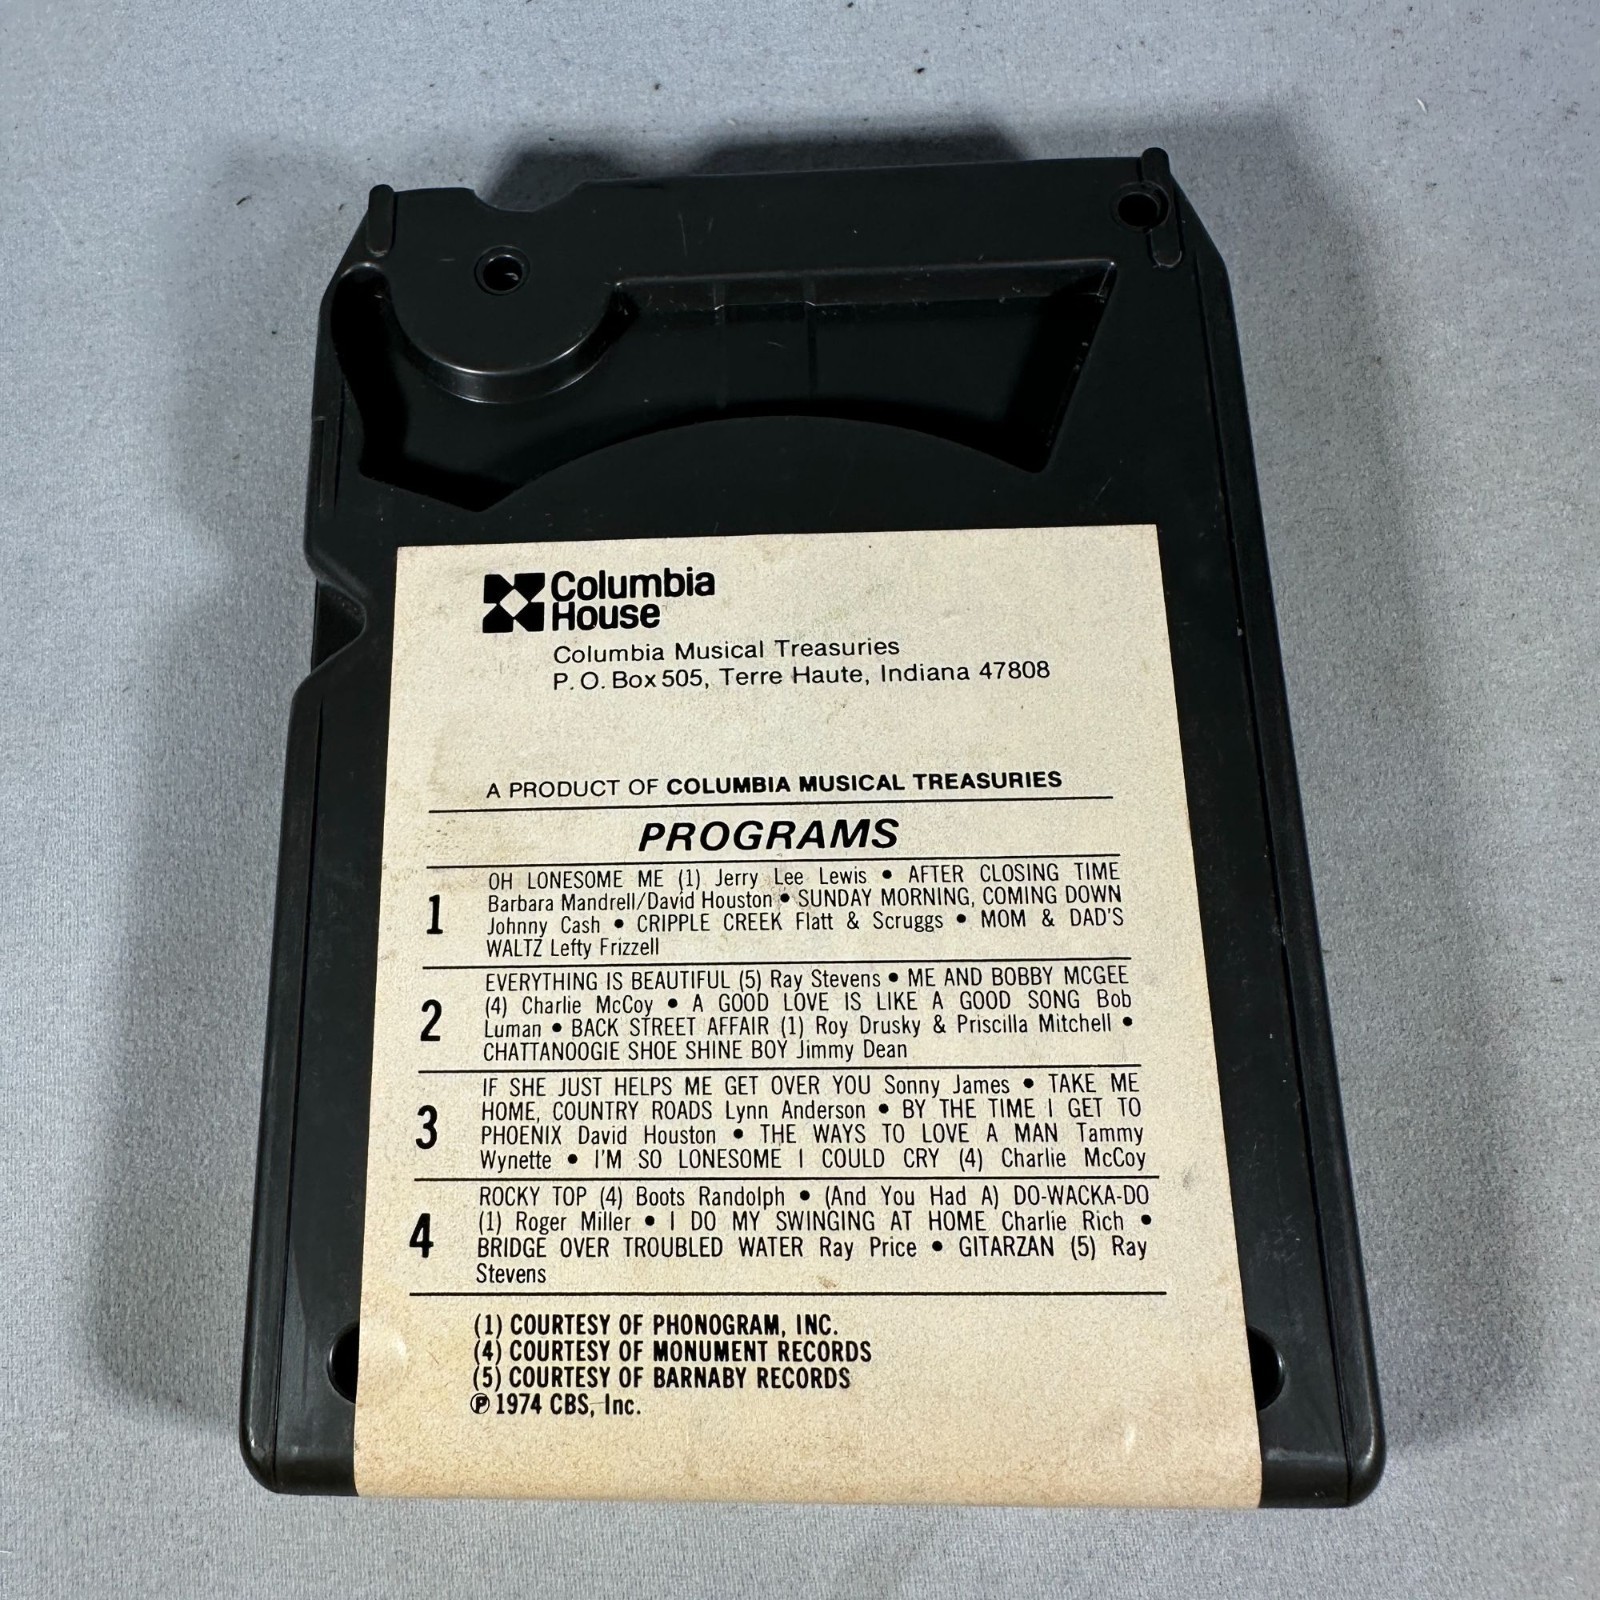 Columbia
House
Columbia Musical Treasuries
P. O. Box 505, Terre Haute, Indiana 47808
A PRODUCT OF COLUMBIA MUSICAL TREASURIES
PROGRAMS
1
OH LONESOME ME (1) Jerry Lee Lewis • AFTER CLOSING TIME
Barbara Mandrell/David Houston • SUNDAY MORNING, COMING DOWN
Johnny Cash • CRIPPLE CREEK Flatt & Scruggs • MOM & DAD'S
WALTZ Lefty Frizzell
2
EVERYTHING IS BEAUTIFUL (5) Ray Stevens • ME AND BOBBY MCGEE
(4) Charlie McCoy • A GOOD LOVE IS LIKE A GOOD SONG Bob
Luman • BACK STREET AFFAIR (1) Roy Drusky & Priscilla Mitchell •
CHATTANOOGIE SHOE SHINE BOY Jimmy Dean
3
IF SHE JUST HELPS ME GET OVER YOU Sonny James • TAKE ME
HOME, COUNTRY ROADS Lynn Anderson • BY THE TIME I GET TO
PHOENIX David Houston • THE WAYS TO LOVE A MAN Tammy
Wynette • I'M SO LONESOME I COULD CRY (4) Charlie McCoy
4
ROCKY TOP (4) Boots Randolph • (And You Had A) DO-WACKA-DO
(1) Roger Miller • I DO MY SWINGING AT HOME Charlie Rich •
BRIDGE OVER TROUBLED WATER Ray Price • GITARZAN (5) Ray
Stevens
(1) COURTESY OF PHONOGRAM, INC.
(4) COURTESY OF MONUMENT RECORDS
(5) COURTESY OF BARNABY RECORDS
℗ 1974 CBS, Inc.